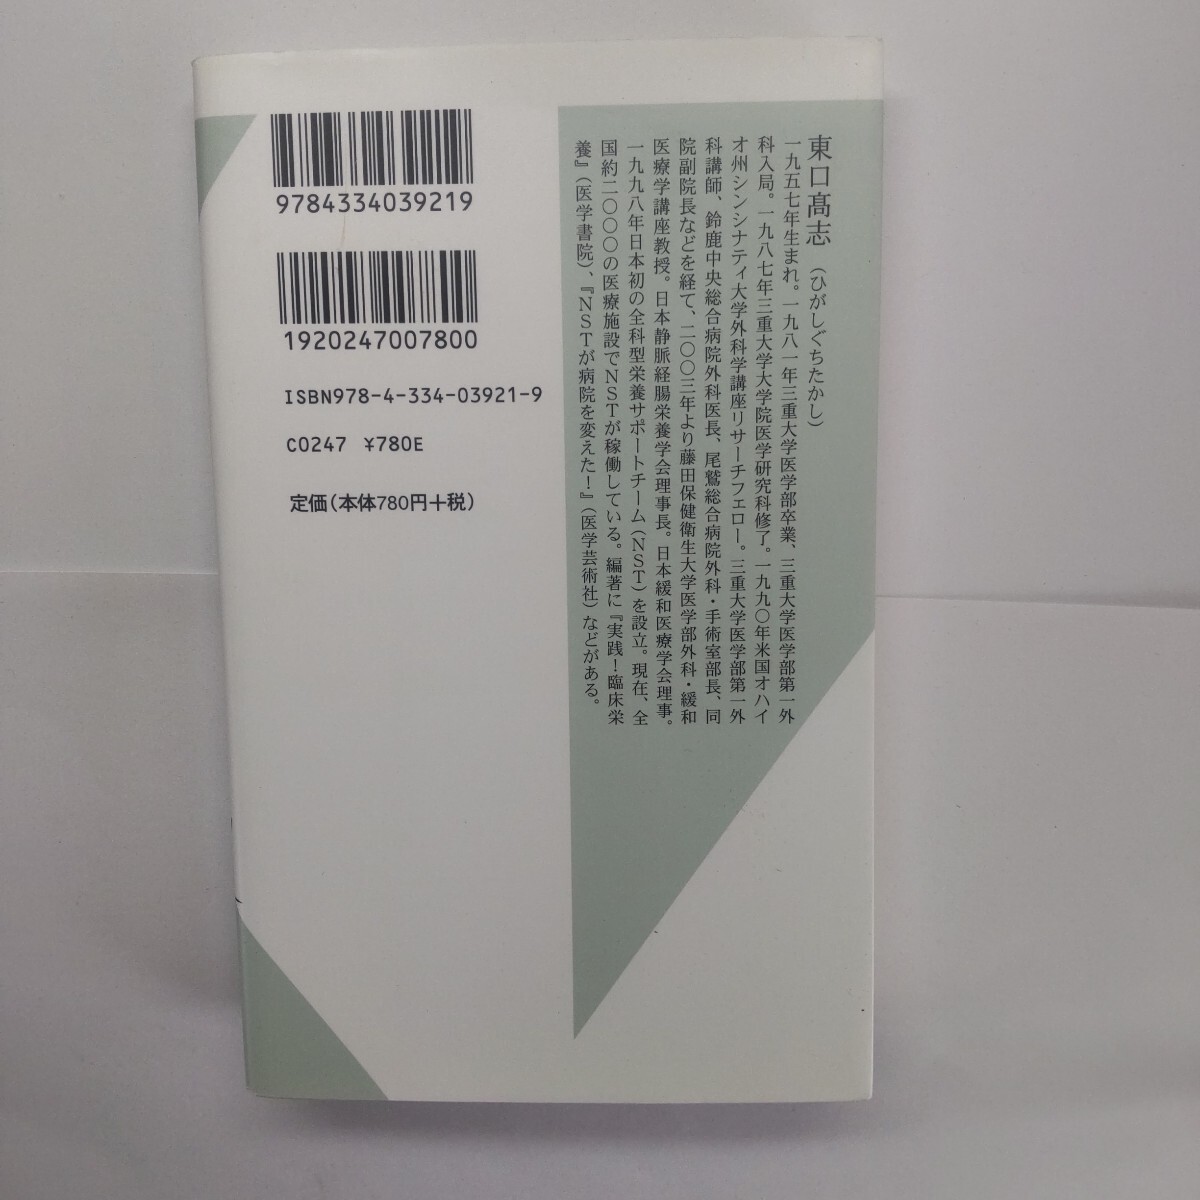 9784334039219
1920247007800
ISBN978-4-334-03921-9
C0247 ¥780E
定価(本体780円+税)
東口髙志(ひがしぐちたかし)
一九五七年生まれ。一九八一年三重大学医学部卒業、三重大学医学部第一外
科入局。一九八七年三重大学大学院医学研究科修了。一九九〇年米国オハイ
オ州シンシナティ大学外科学講座リサーチフェロー。三重大学医学部第一外
科講師、鈴鹿中央総合病院外科医長、尾鷲総合病院外科・手術室部長、同
院副院長などを経て、二〇〇三年より藤田保健衛生大学医学部外科・緩和
医療学講座教授。日本静脈経腸栄養学会理事長。日本緩和医療学会理事。
一九九八年日本初の全科型栄養サポートチーム(NST)を設立。現在、全
国約二〇〇〇の医療施設でNSTが稼働している。編著に『実践!臨床栄
養』(医学書院)、『NSTが病院を変えた!』(医学芸術社)などがある。